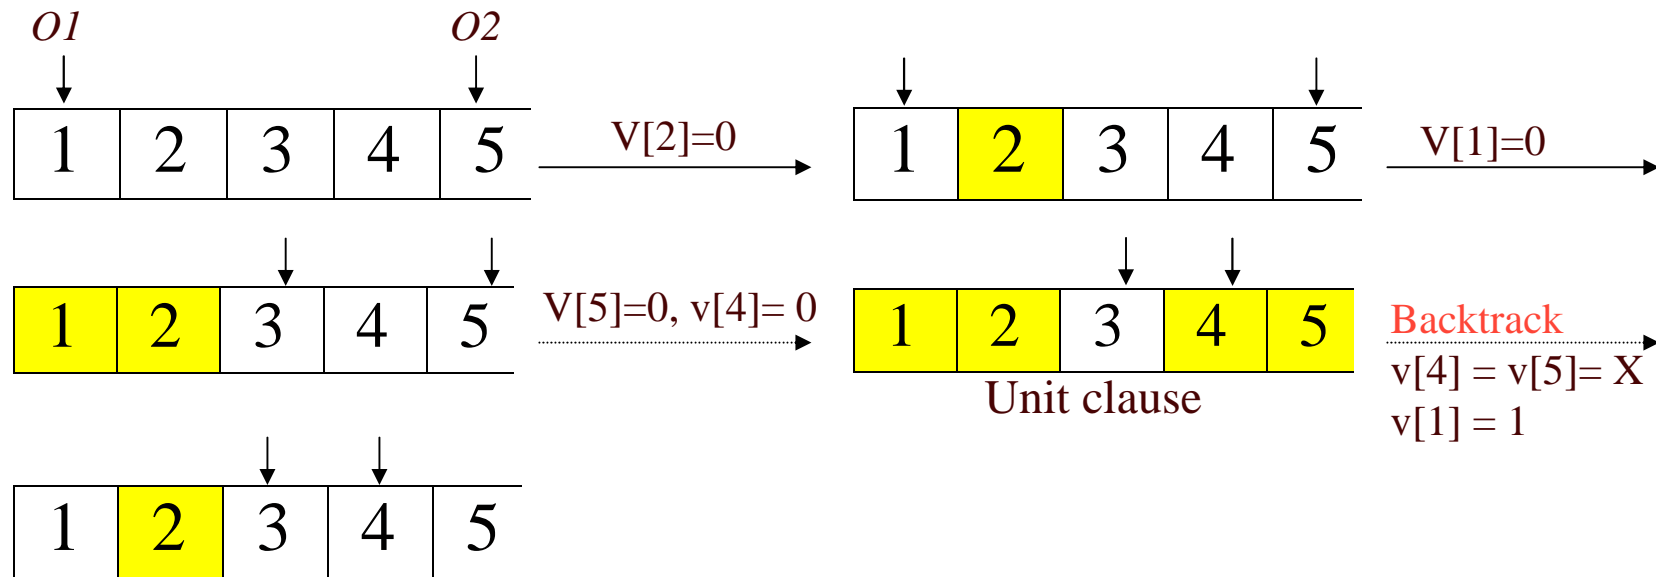 O1 O2
1 2 3 4 5 V[2]=0 1 2 3 4 5 V[1]=0
1 2 3 4 5 V[5]=0, v[4]= 0 1 2 3 4 5 Backtrack
v[4] = v[5]= X
Unit clause
v[1] = 1
1 2 3 4 5